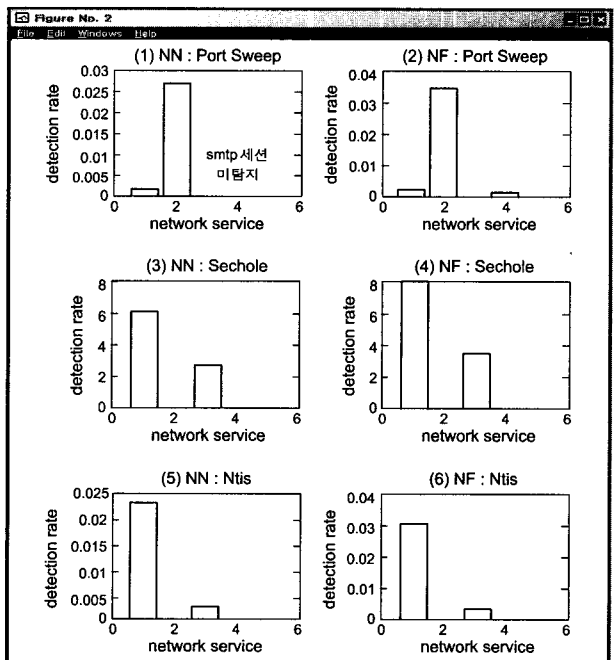 Figure No. 2
File Edit Windows Help
(1) NN : Port Sweep
detection rate
0.03
0.025
0.02
0.015
0.01
0.005
0
smtp 세션
미탐지
0 2 4 6
network service
(2) NF : Port Sweep
detection rate
0.04
0.03
0.02
0.01
0
0 2 4 6
network service
(3) NN : Sechole
detection rate
8
6
4
2
0
0 2 4 6
network service
(4) NF : Sechole
detection rate
8
6
4
2
0
0 2 4 6
network service
(5) NN : Ntis
detection rate
0.025
0.02
0.015
0.01
0.005
0
0 2 4 6
network service
(6) NF : Ntis
detection rate
0.04
0.03
0.02
0.01
0
0 2 4 6
network service